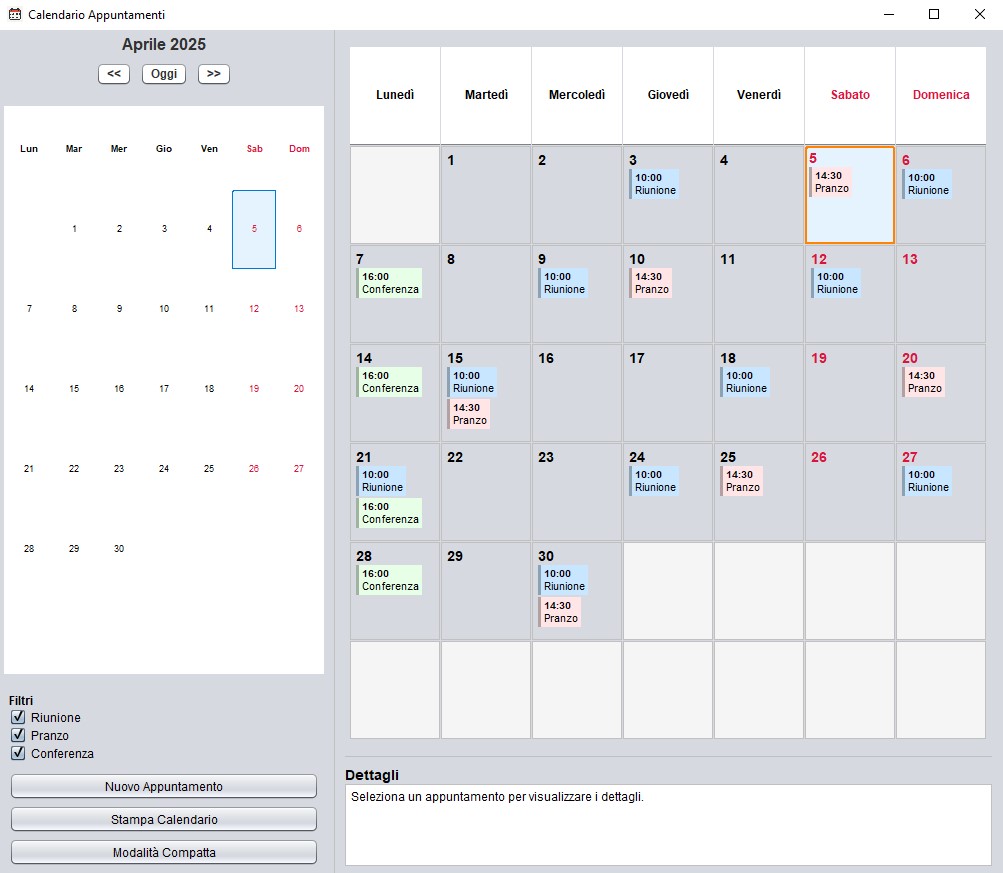 Calendario Appuntamenti
Aprile 2025
<< Oggi >>
Lun Mar Mer Gio Ven Sab Dom
1 2 3 4 5 6
7 8 9 10 11 12 13
14 15 16 17 18 19 20
21 22 23 24 25 26 27
28 29 30
Filtri
Riunione
Pranzo
Conferenza
Nuovo Appuntamento
Stampa Calendario
Modalità Compatta
Lunedì Martedì Mercoledì Giovedì Venerdì Sabato Domenica
1 2 3 4 5 6
10:00 14:30 10:00
Riunione Pranzo Riunione
7 8 9 10 11 12 13
16:00 10:00 14:30 10:00
Conferenza Riunione Pranzo Riunione
14 15 16 17 18 19 20
16:00 10:00 10:00 14:30
Conferenza Riunione Riunione Pranzo
14:30
Pranzo
21 22 23 24 25 26 27
10:00 10:00 14:30 10:00
Riunione Riunione Pranzo Riunione
16:00
Conferenza
28 29 30
16:00 10:00
Conferenza Riunione
14:30
Pranzo
Dettagli
Seleziona un appuntamento per visualizzare i dettagli.